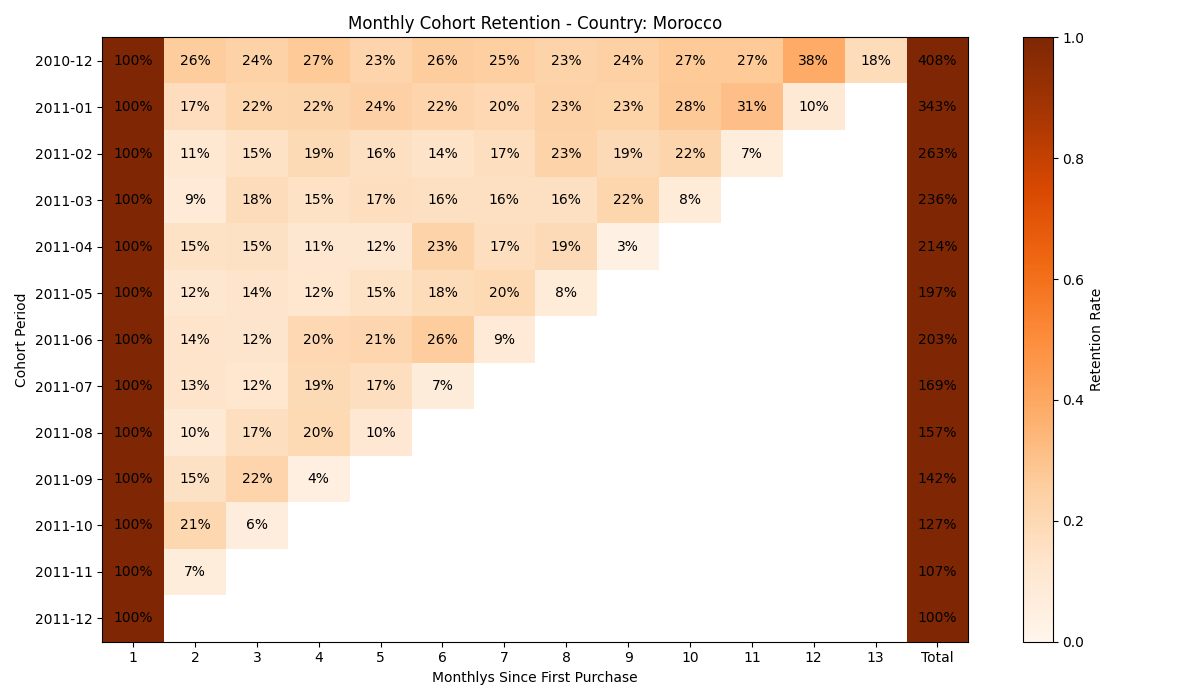 Monthly Cohort Retention - Country: Morocco
2010-12 100% 26% 24% 27% 23% 26% 25% 23% 24% 27% 27% 38% 18% 408%
2011-01 100% 17% 22% 22% 24% 22% 20% 23% 23% 28% 31% 10% 343%
2011-02 100% 11% 15% 19% 16% 14% 17% 23% 19% 22% 7% 263%
2011-03 100% 9% 18% 15% 17% 16% 16% 16% 22% 8% 236%
2011-04 100% 15% 15% 11% 12% 23% 17% 19% 3% 214%
2011-05 100% 12% 14% 12% 15% 18% 20% 8% 197%
2011-06 100% 14% 12% 20% 21% 26% 9% 203%
2011-07 100% 13% 12% 19% 17% 7% 169%
2011-08 100% 10% 17% 20% 10% 157%
2011-09 100% 15% 22% 4% 142%
2011-10 100% 21% 6% 127%
2011-11 100% 7% 107%
2011-12 100% 100%
1 2 3 4 5 6 7 8 9 10 11 12 13 Total
Monthlys Since First Purchase
Cohort Period
1.0
0.8
0.6
0.4
0.2
0.0
Retention Rate